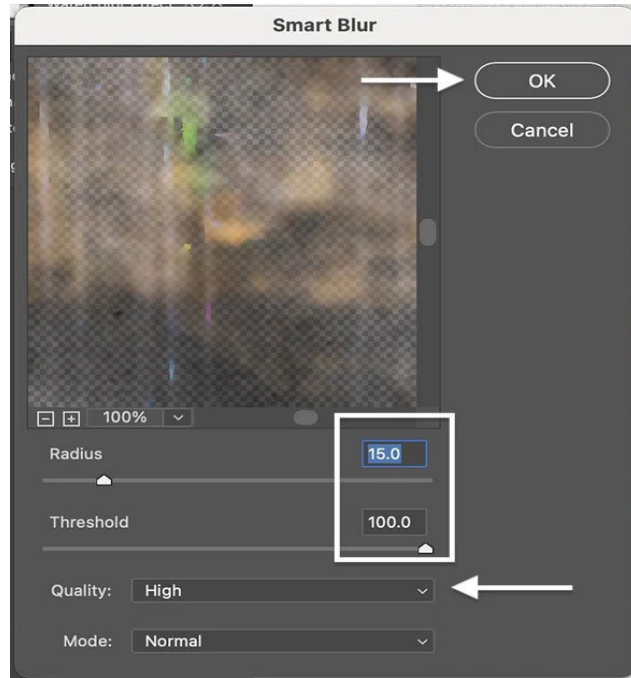 Smart Blur
OK
Cancel
100%
Radius
15.0
Threshold
100.0
Quality:
High
Mode:
Normal